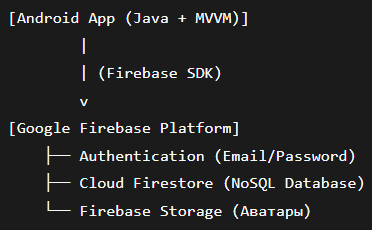 [Android App (Java + MVVM)]
|
| (Firebase SDK)
v
[Google Firebase Platform]
├── Authentication (Email/Password)
├── Cloud Firestore (NoSQL Database)
└── Firebase Storage (Аватары)